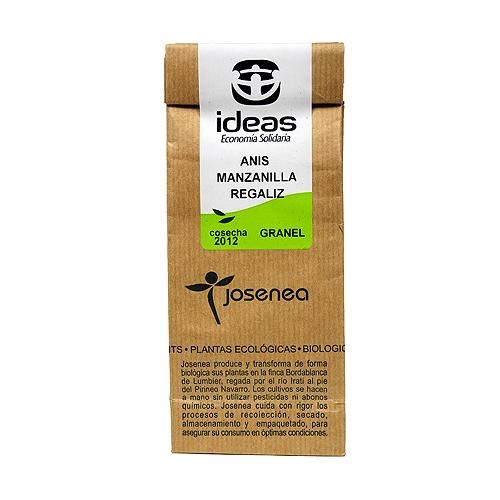 ideas
Economía Solidaria
ANIS
MANZANILLA
REGALIZ
cosecha
2012
GRANEL
josenea
ITS • PLANTAS ECOLÓGICAS • BIOLOGIC
Josenea produce y transforma de forma
biológica sus plantas en la finca Bordablanca
de Lumbier, regada por el río Irati al pie
del Pirineo Navarro. Los cultivos se hacen
a mano sin utilizar pesticidas ni abonos
químicos. Josenea cuida con rigor los
procesos de recolección, secado,
almacenamiento y empaquetado, para
asegurar su consumo en óptimas condiciones.